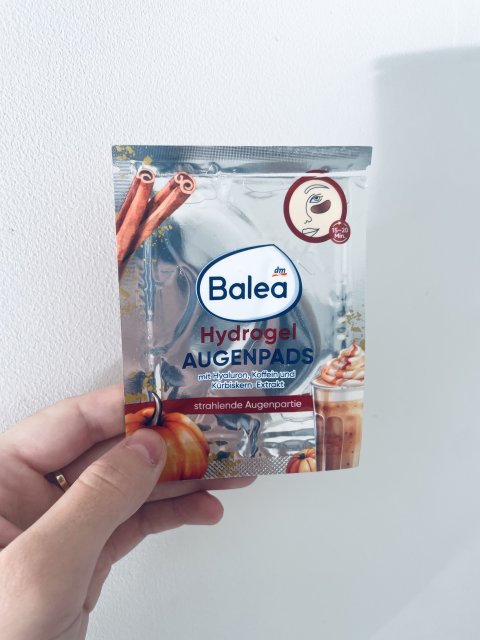 15–20
Min.
dm
Balea
Hydrogel
AUGENPADS
mit Hyaluron, Koffein und
Kürbiskern-Extrakt
strahlende Augenpartie